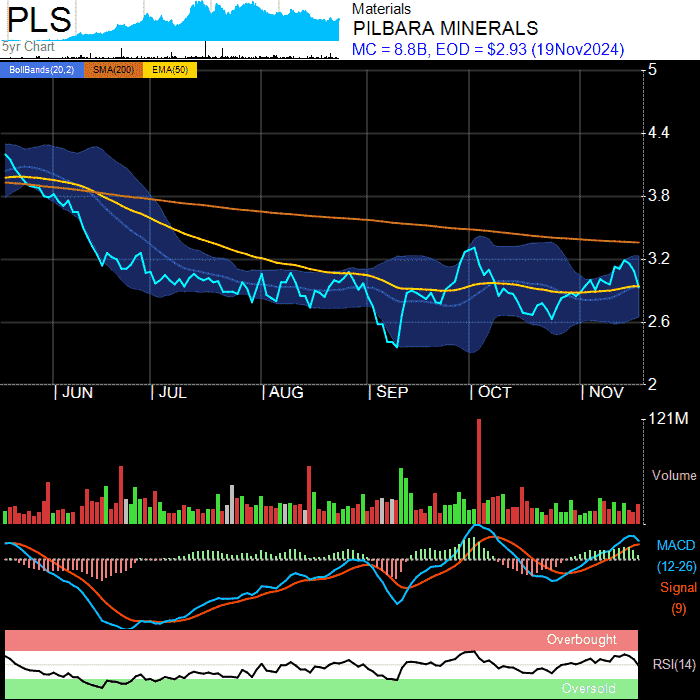 PLS
5yr Chart
Materials
PILBARA MINERALS
MC = 8.8B, EOD = $2.93 (19Nov2024)
BollBands(20,2) SMA(200) EMA(50)
5
4.4
3.8
3.2
2.6
2
JUN JUL AUG SEP OCT NOV
121M
Volume
MACD
(12-26)
Signal
(9)
Overbought
RSI(14)
Oversold